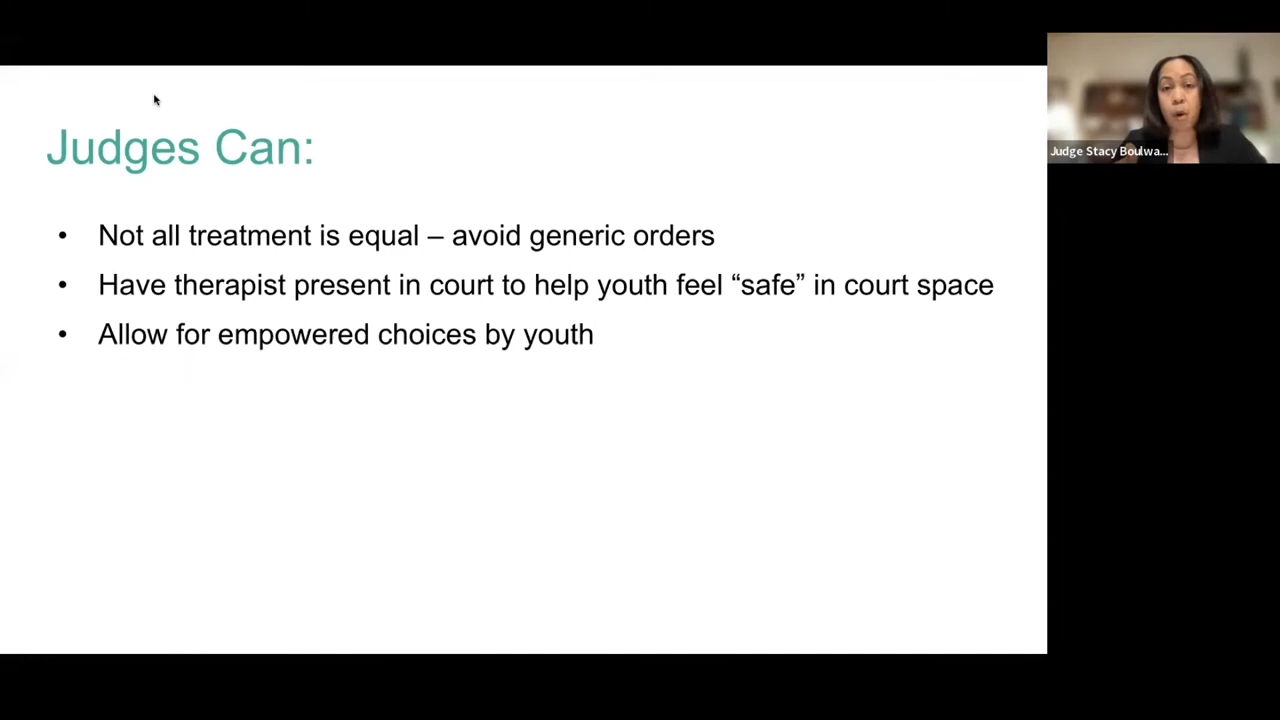 Judges Can:
• Not all treatment is equal – avoid generic orders
• Have therapist present in court to help youth feel “safe” in court space
• Allow for empowered choices by youth
Judge Stacy Boulwa...